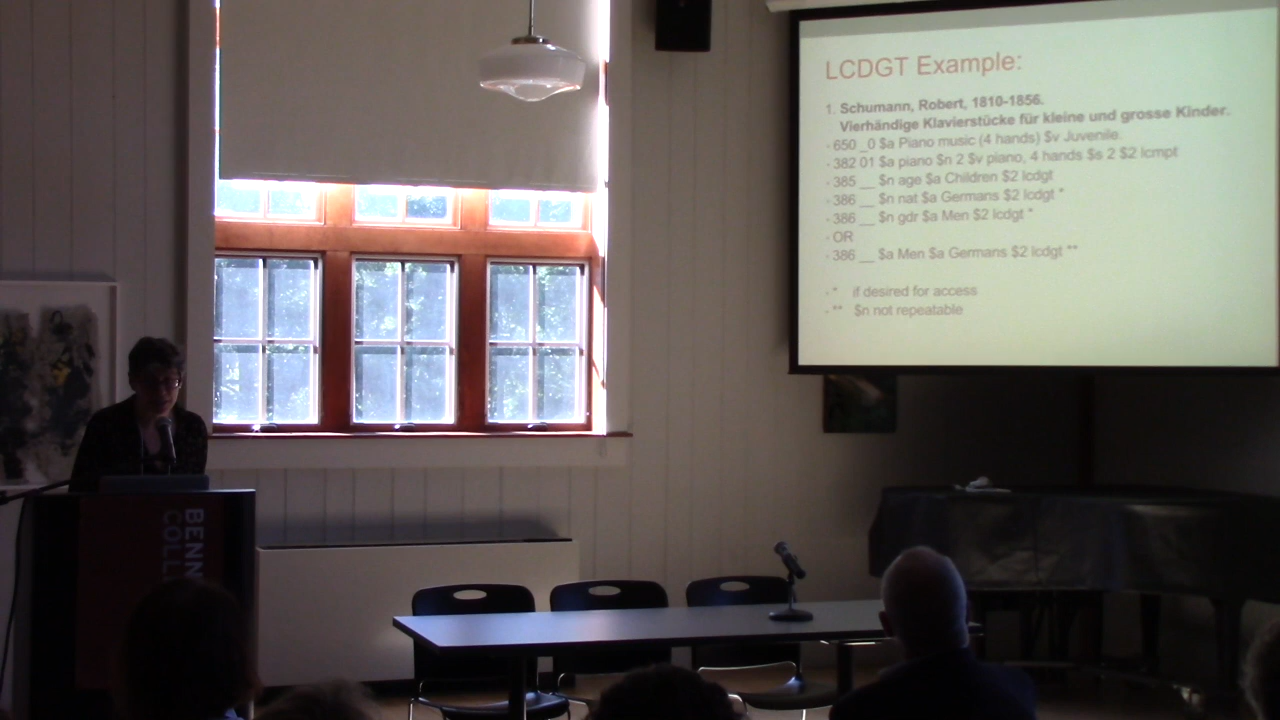 LCDGT Example:
1. Schumann, Robert, 1810-1856.
Vierhändige Klavierstücke für kleine und grosse Kinder.
• 650 _0 $a Piano music (4 hands) $v Juvenile.
• 382 01 $a piano $n 2 $v piano, 4 hands $s 2 $2 lcmpt
• 385 __ $n age $a Children $2 lcdgt
• 386 __ $n nat $a Germans $2 lcdgt *
• 386 __ $n gdr $a Men $2 lcdgt *
• OR
• 386 __ $a Men $a Germans $2 lcdgt **
• * if desired for access
• ** $n not repeatable
BENN
COLL